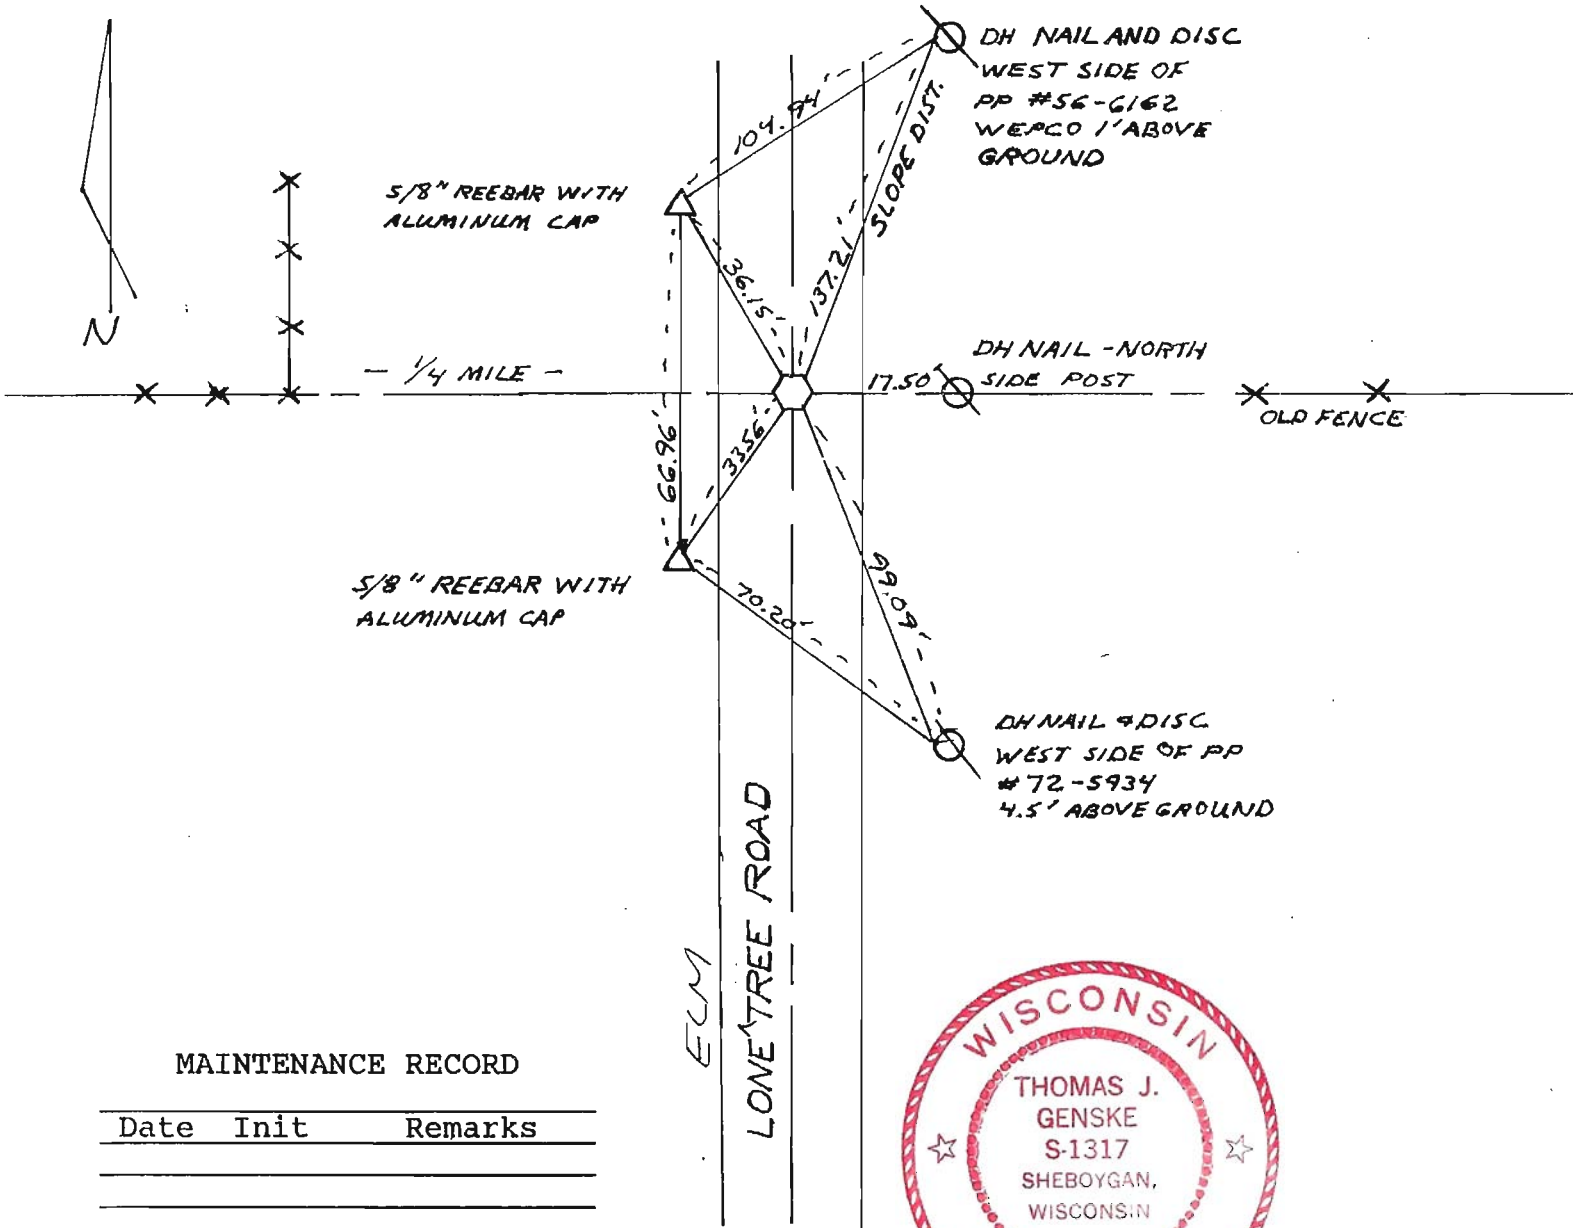 DH NAIL AND DISC
WEST SIDE OF
PP #56-6162
WEPCO 1' ABOVE
GROUND
104.94'
SLOPE DIST.
5/8" REEBAR WITH
ALUMINUM CAP
36.15'
137.21'
N
- 1/4 MILE -
DH NAIL - NORTH
SIDE POST
17.50'
OLD FENCE
66.96'
33.56'
5/8" REEBAR WITH
ALUMINUM CAP
70.20'
99.09'
DH NAIL & DISC
WEST SIDE OF PP
#72-5934
4.5' ABOVE GROUND
ELM
LONE^TREE ROAD
MAINTENANCE RECORD
Date Init Remarks
WISCONSIN
THOMAS J.
GENSKE
S-1317
SHEBOYGAN,
WISCONSIN